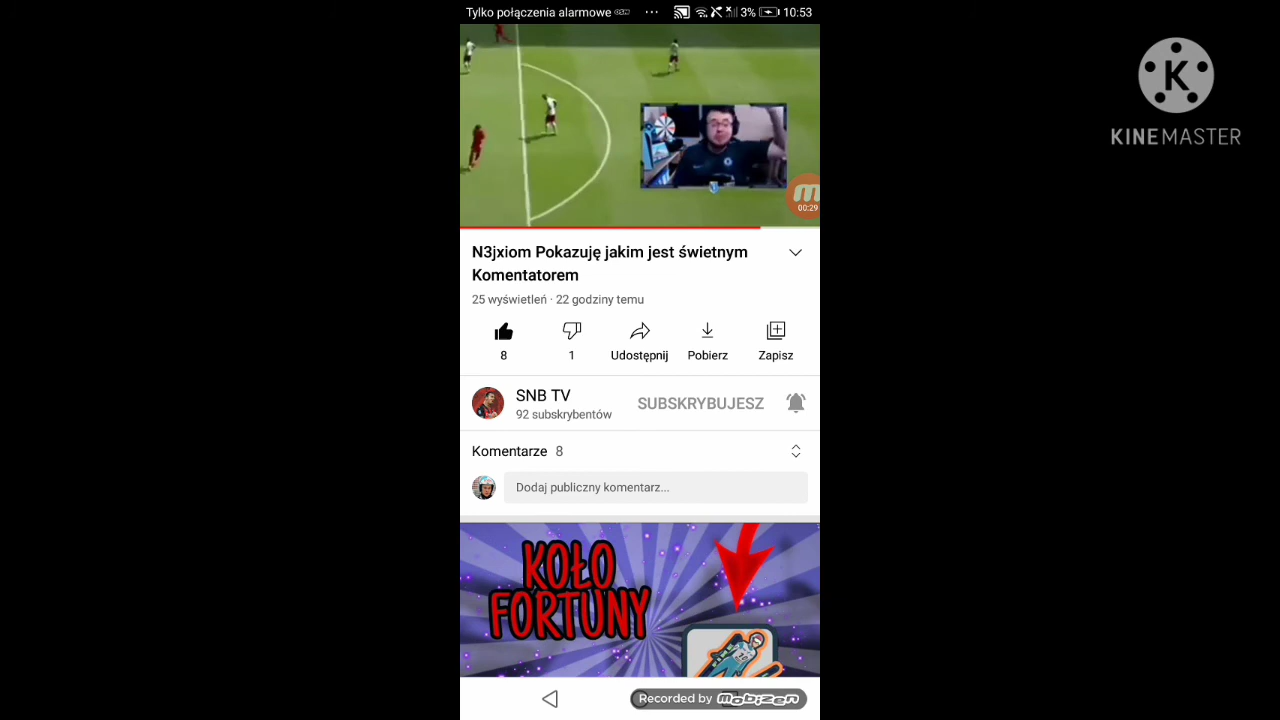 Tylko połączenia alarmowe
3% 10:53
KINEMASTER
00:29
N3jxiom Pokazuję jakim jest świetnym
Komentatorem
25 wyświetleń · 22 godziny temu
8
1
Udostępnij
Pobierz
Zapisz
SNB TV
92 subskrybentów
SUBSKRYBUJESZ
Komentarze 8
Dodaj publiczny komentarz...
KOŁO
FORTUNY
Recorded by mobizen